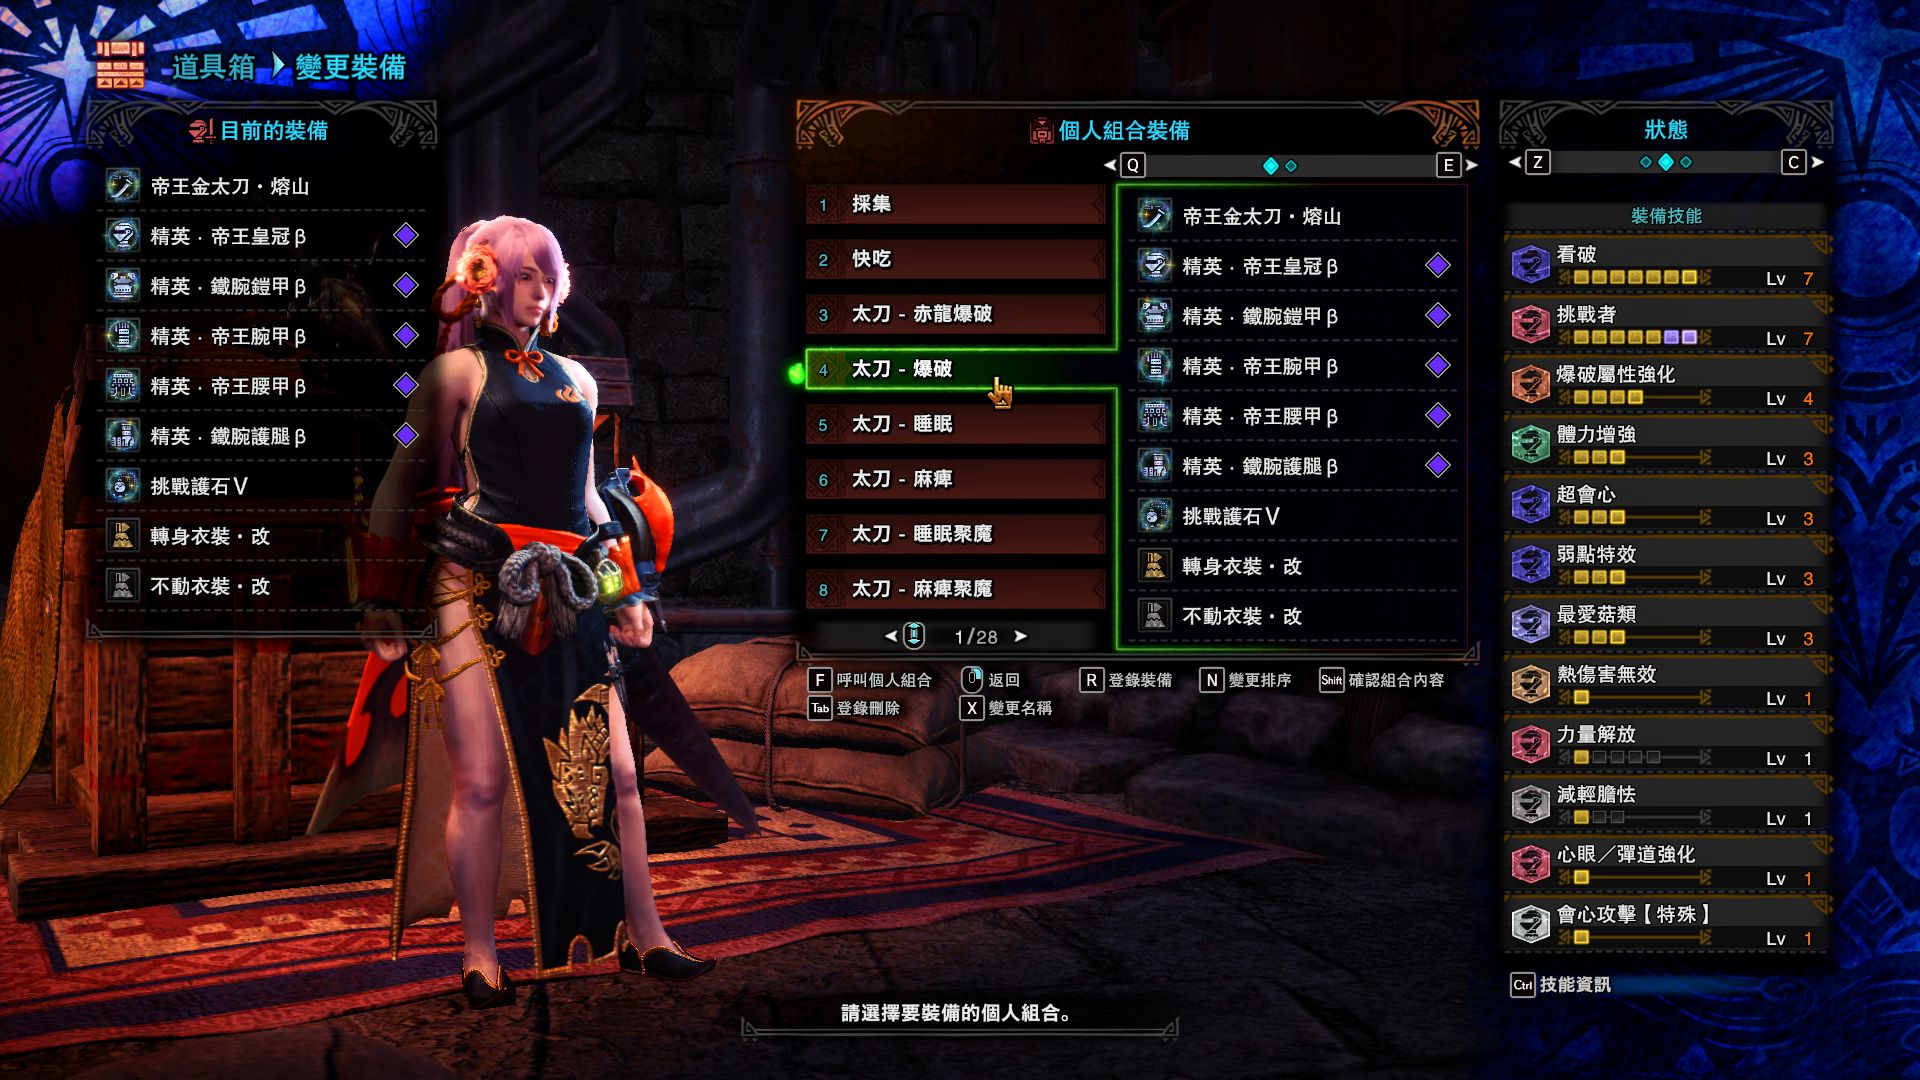 道具箱 ▶ 變更裝備
目前的裝備
帝王金太刀・熔山
精英・帝王皇冠β
精英・鐵腕鎧甲β
精英・帝王腕甲β
精英・帝王腰甲β
精英・鐵腕護腿β
挑戰護石Ⅴ
轉身衣裝・改
不動衣裝・改
個人組合裝備
Q E
1 採集
2 快吃
3 太刀 - 赤龍爆破
4 太刀 - 爆破
5 太刀 - 睡眠
6 太刀 - 麻痺
7 太刀 - 睡眠聚魔
8 太刀 - 麻痺聚魔
1/28
帝王金太刀・熔山
精英・帝王皇冠β
精英・鐵腕鎧甲β
精英・帝王腕甲β
精英・帝王腰甲β
精英・鐵腕護腿β
挑戰護石Ⅴ
轉身衣裝・改
不動衣裝・改
F 呼叫個人組合 返回 R 登錄裝備 N 變更排序 Shift 確認組合內容
Tab 登錄刪除 X 變更名稱
狀態
Z C
裝備技能
看破
Lv 7
挑戰者
Lv 7
爆破屬性強化
Lv 4
體力增強
Lv 3
超會心
Lv 3
弱點特效
Lv 3
最愛菇類
Lv 3
熱傷害無效
Lv 1
力量解放
Lv 1
減輕膽怯
Lv 1
心眼／彈道強化
Lv 1
會心攻擊【特殊】
Lv 1
Ctrl 技能資訊
請選擇要裝備的個人組合。